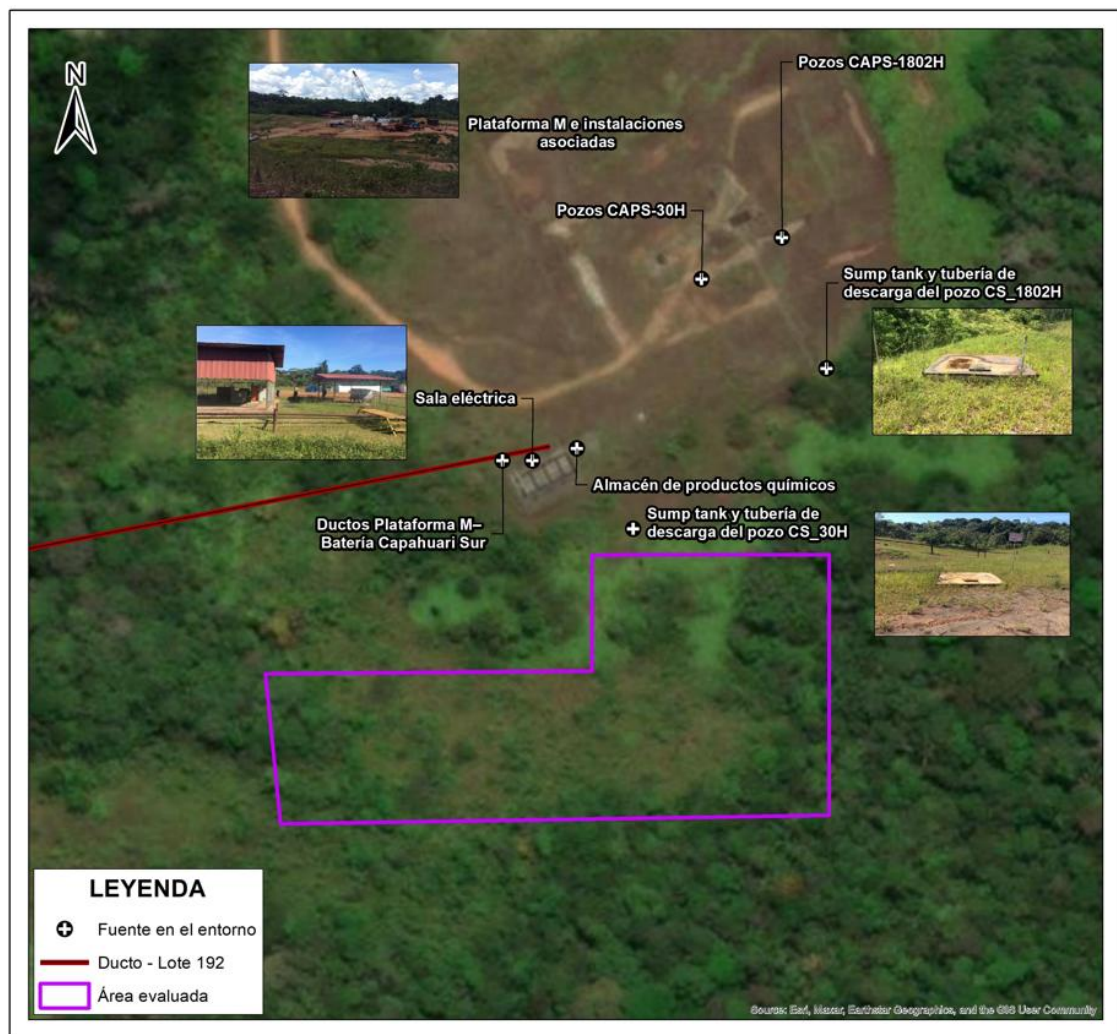 N
Pozos CAPS-1802H
Plataforma M e instalaciones
asociadas
Pozos CAPS-30H
Sump tank y tubería de
descarga del pozo CS_1802H
Sala eléctrica
Almacén de productos químicos
Ductos Plataforma M–
Batería Capahuari Sur
Sump tank y tubería de
descarga del pozo CS_30H
LEYENDA
Fuente en el entorno
Ducto - Lote 192
Área evaluada
Source: Esri, Maxar, Earthstar Geographics, and the GIS User Community